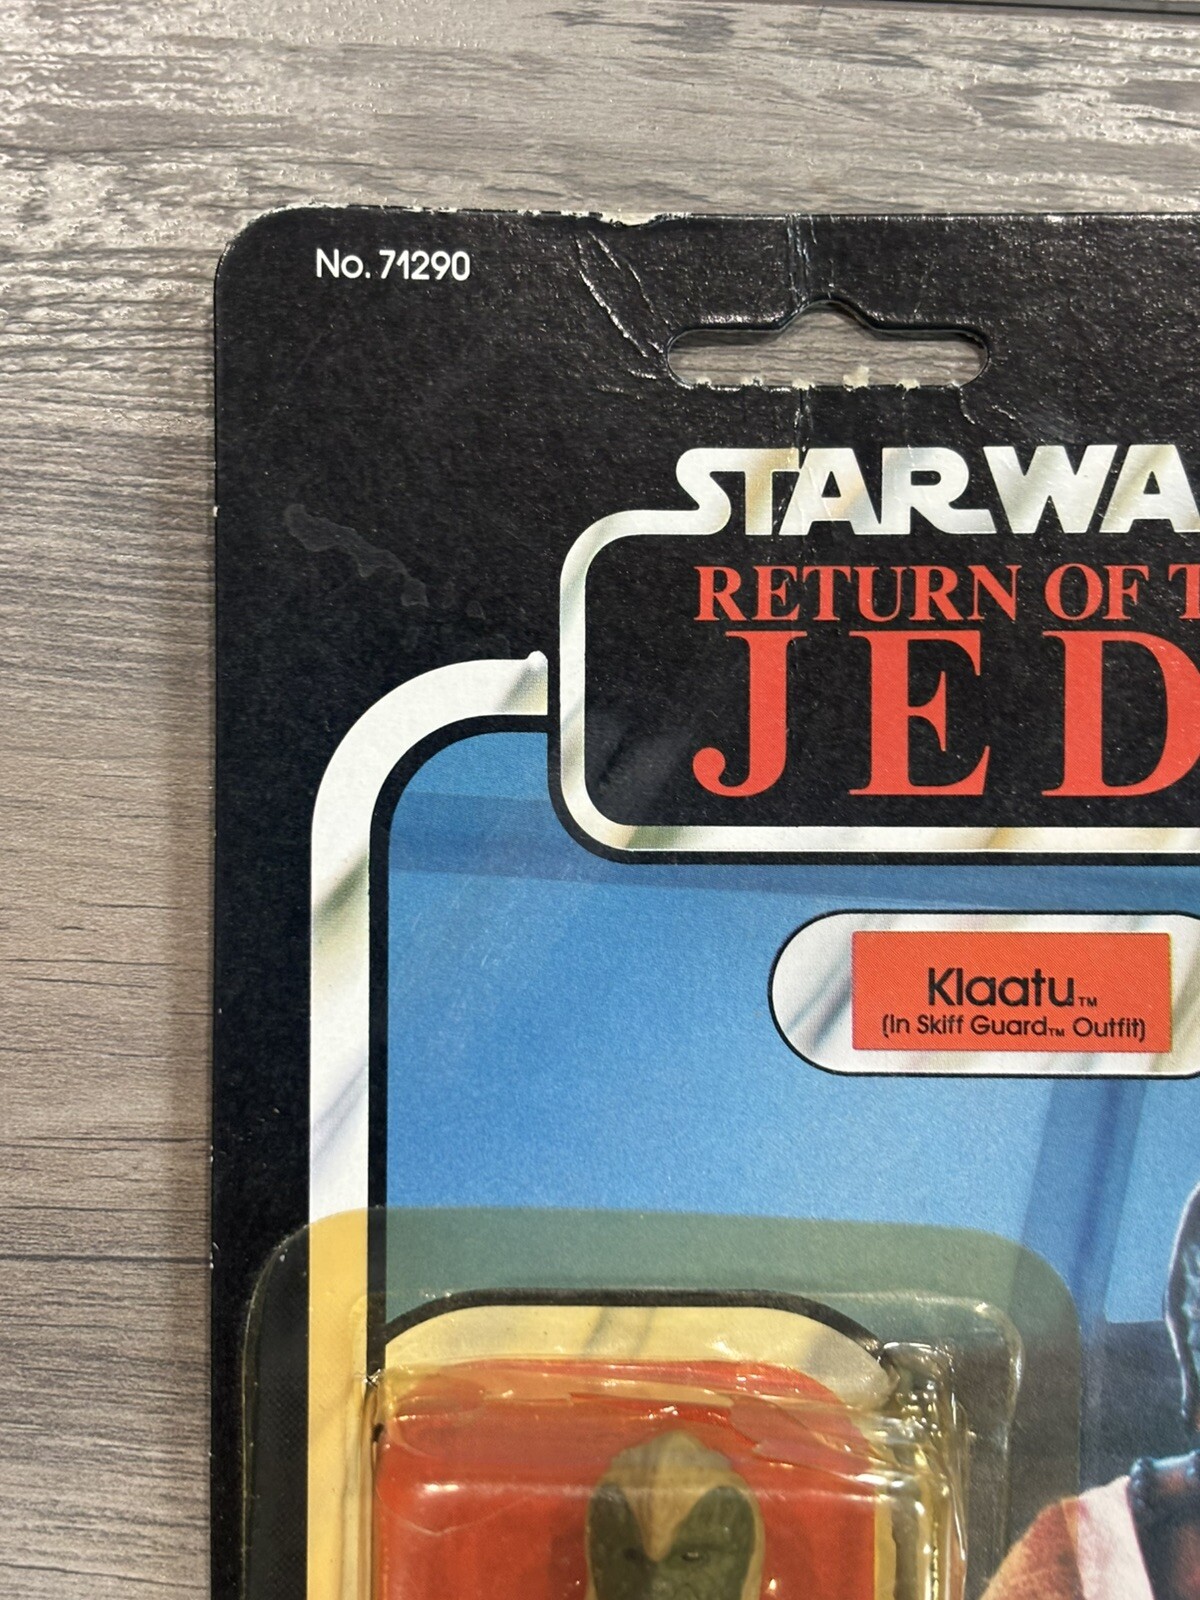 No. 71290
STAR WA
RETURN OF T
JED
Klaatu™
(In Skiff Guard™ Outfit)